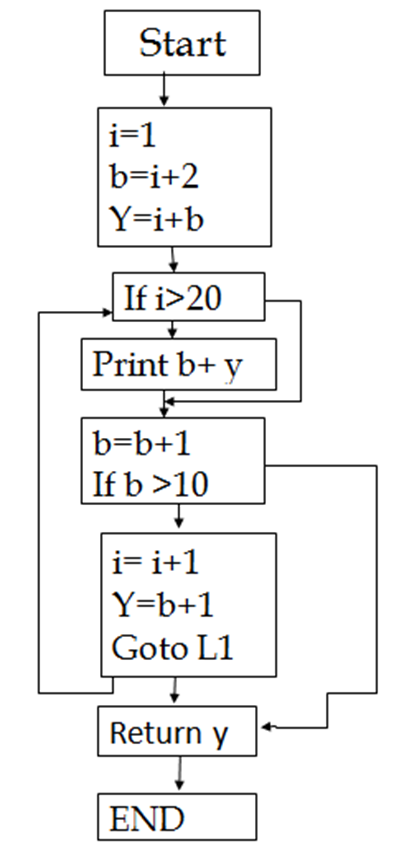 Start
i=1
b=i+2
Y=i+b
If i>20
Print b+ y
b=b+1
If b >10
i= i+1
Y=b+1
Goto L1
Return y
END